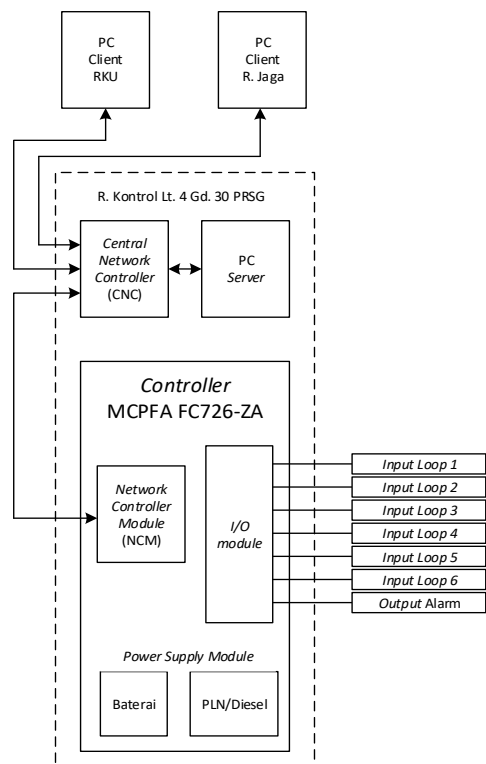 PC
Client
RKU
PC
Client
R. Jaga
R. Kontrol Lt. 4 Gd. 30 PRSG
Central
Network
Controller
(CNC)
PC
Server
Controller
MCPFA FC726-ZA
Network
Controller
Module
(NCM)
I/O
module
Input Loop 1
Input Loop 2
Input Loop 3
Input Loop 4
Input Loop 5
Input Loop 6
Output Alarm
Power Supply Module
Baterai
PLN/Diesel